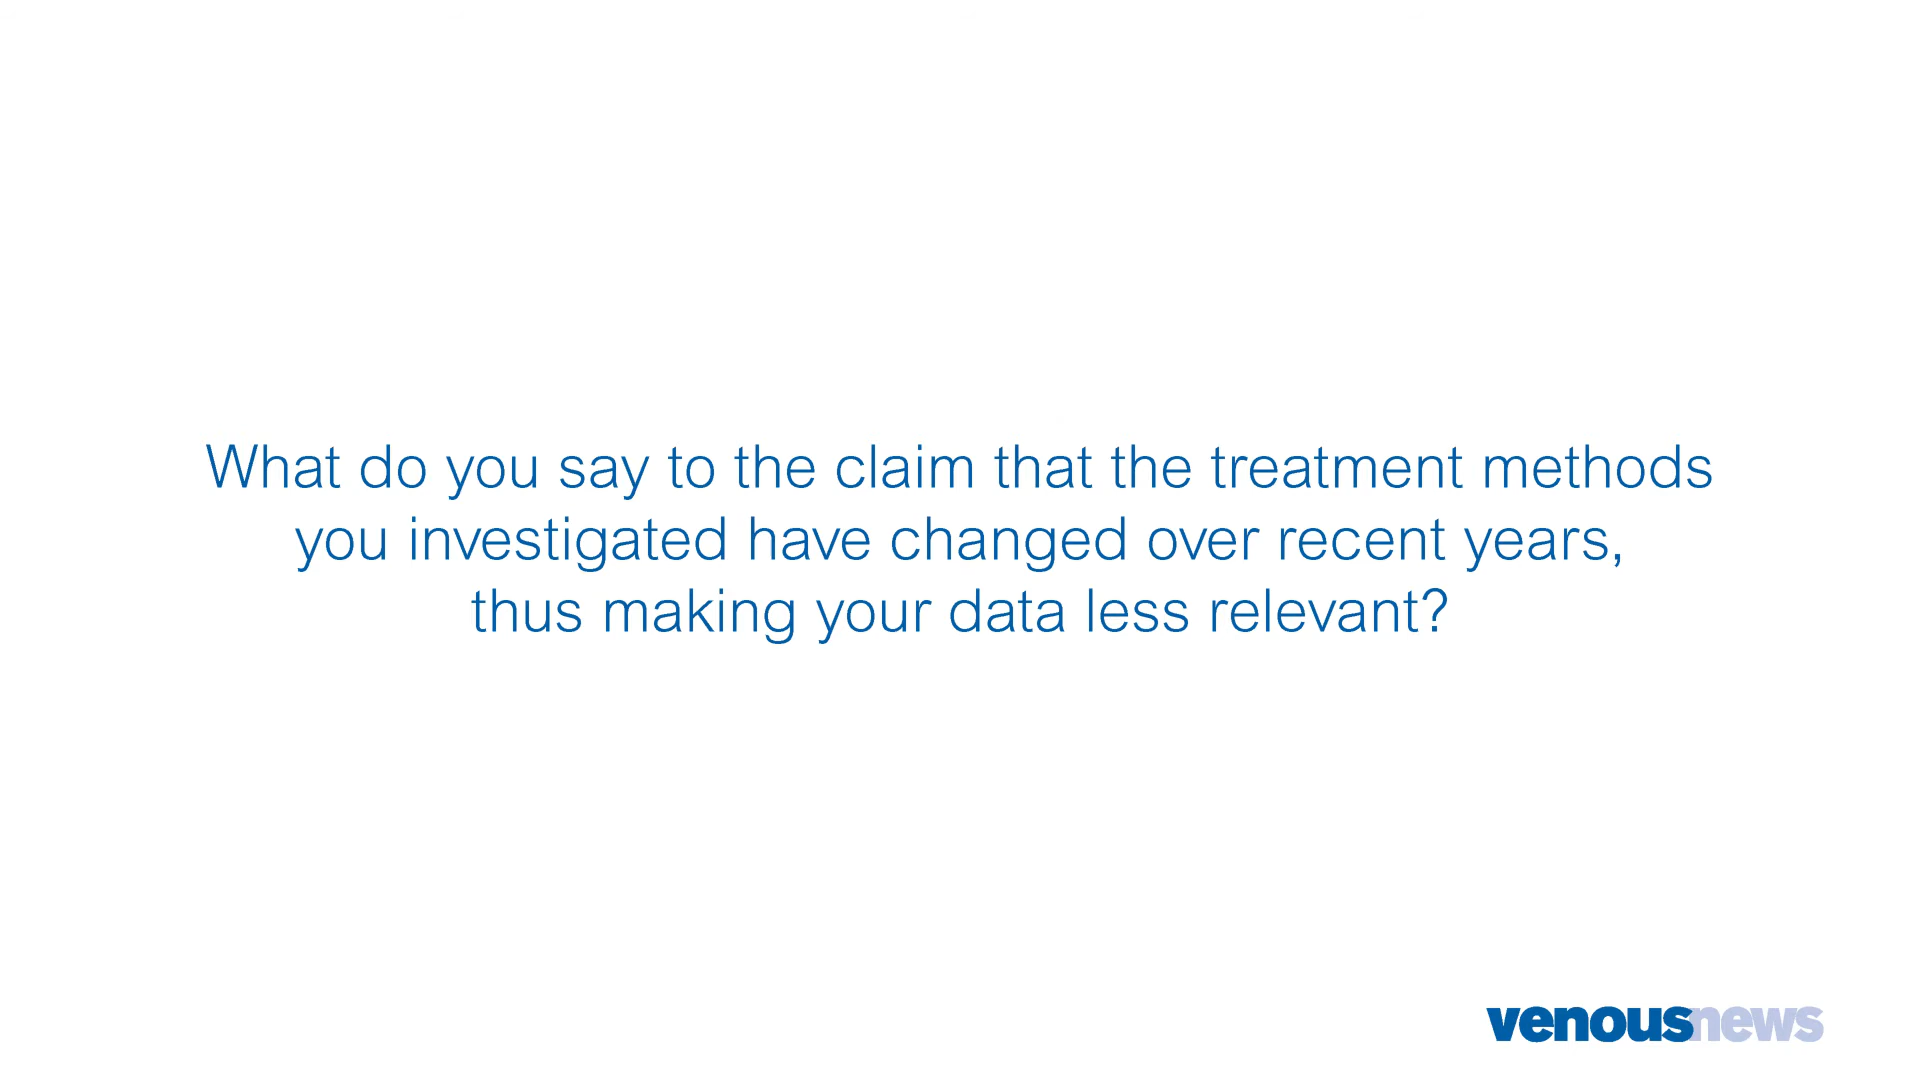 What do you say to the claim that the treatment methods
you investigated have changed over recent years,
thus making your data less relevant?
venousnews